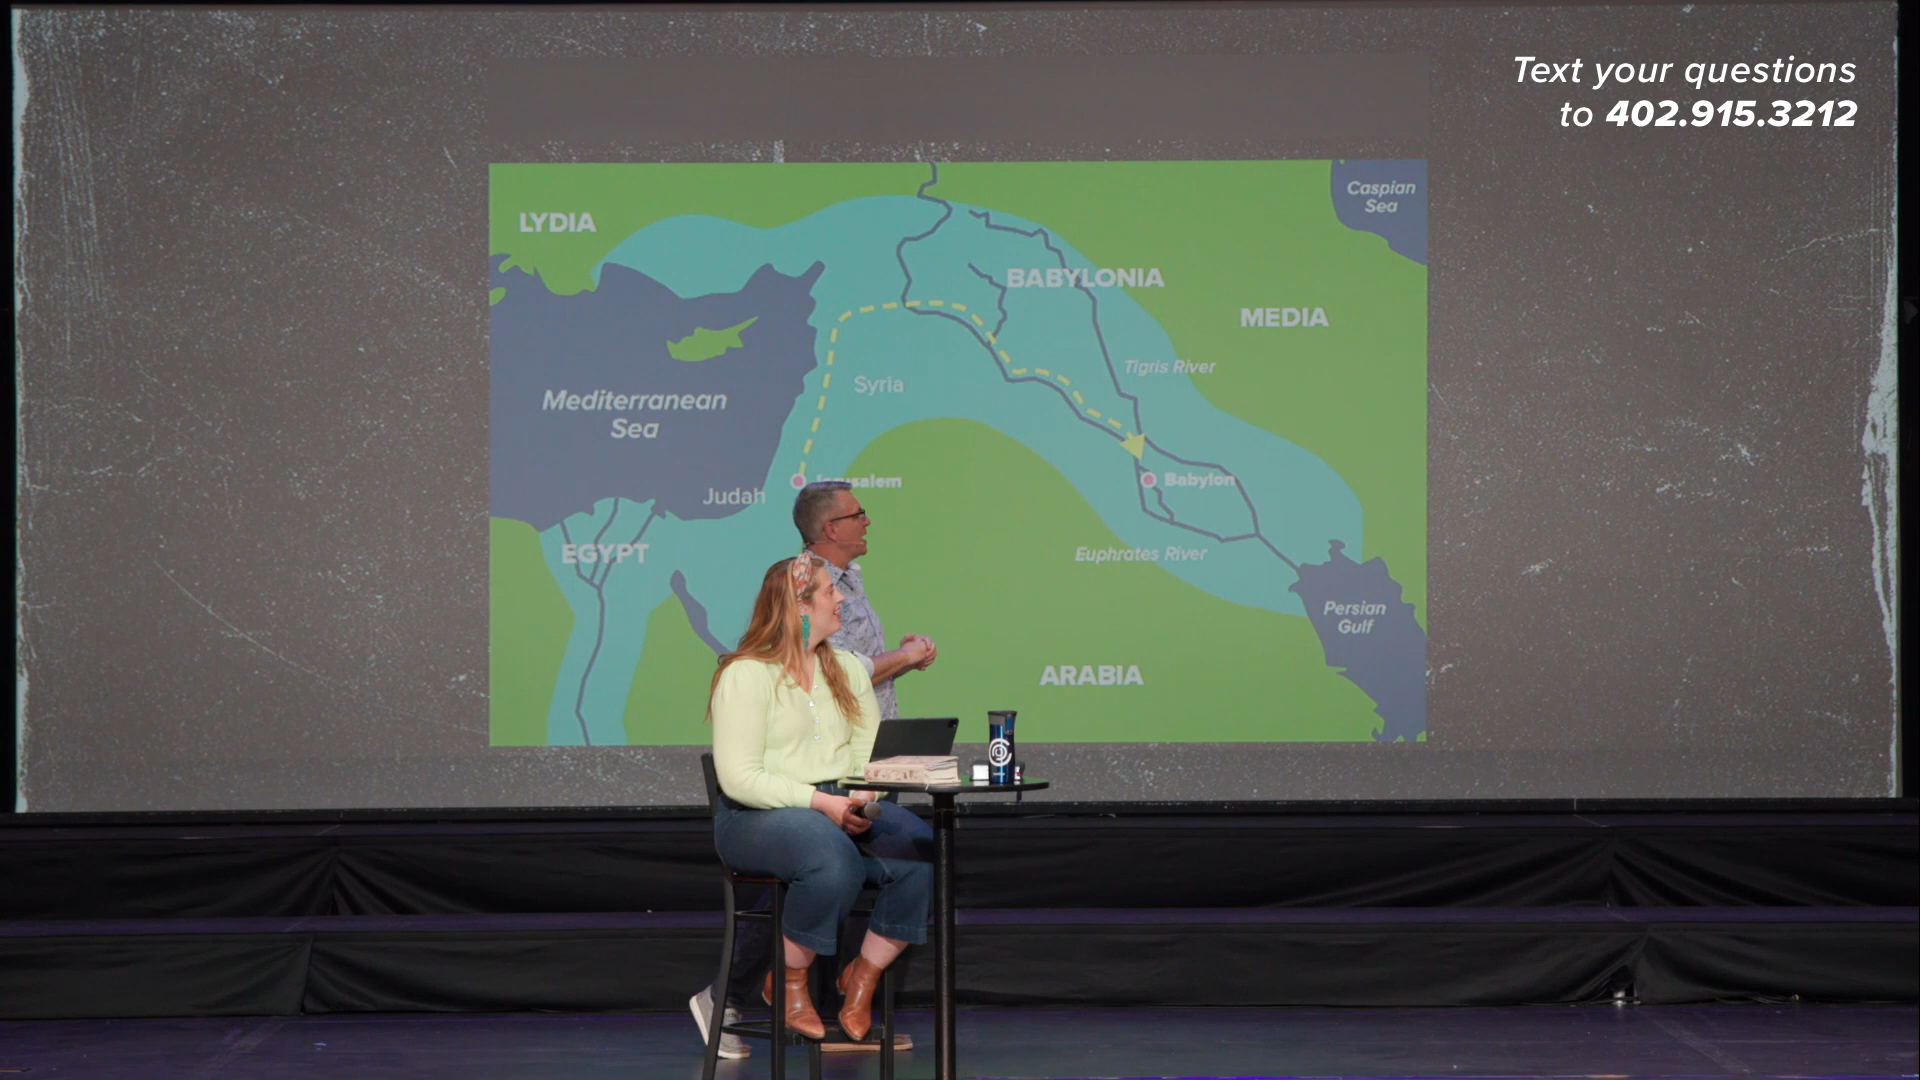 Text your questions
to 402.915.3212
Caspian
Sea
LYDIA
BABYLONIA
MEDIA
Tigris River
Syria
Mediterranean
Sea
Jerusalem
Babylon
Judah
EGYPT
Euphrates River
Persian
Gulf
ARABIA